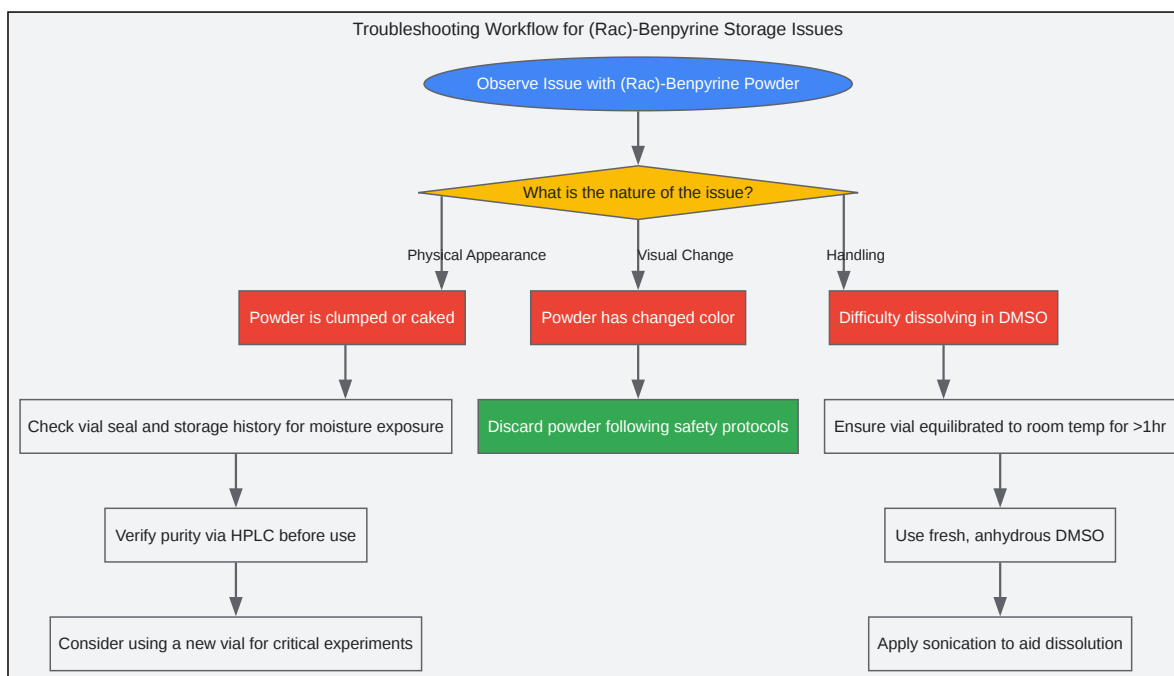 Troubleshooting Workflow for (Rac)-Benpyrine Storage Issues
Observe Issue with (Rac)-Benpyrine Powder
What is the nature of the issue?
Physical Appearance
Visual Change
Handling
Powder is clumped or caked
Powder has changed color
Difficulty dissolving in DMSO
Check vial seal and storage history for moisture exposure
Discard powder following safety protocols
Ensure vial equilibrated to room temp for >1hr
Verify purity via HPLC before use
Use fresh, anhydrous DMSO
Consider using a new vial for critical experiments
Apply sonication to aid dissolution